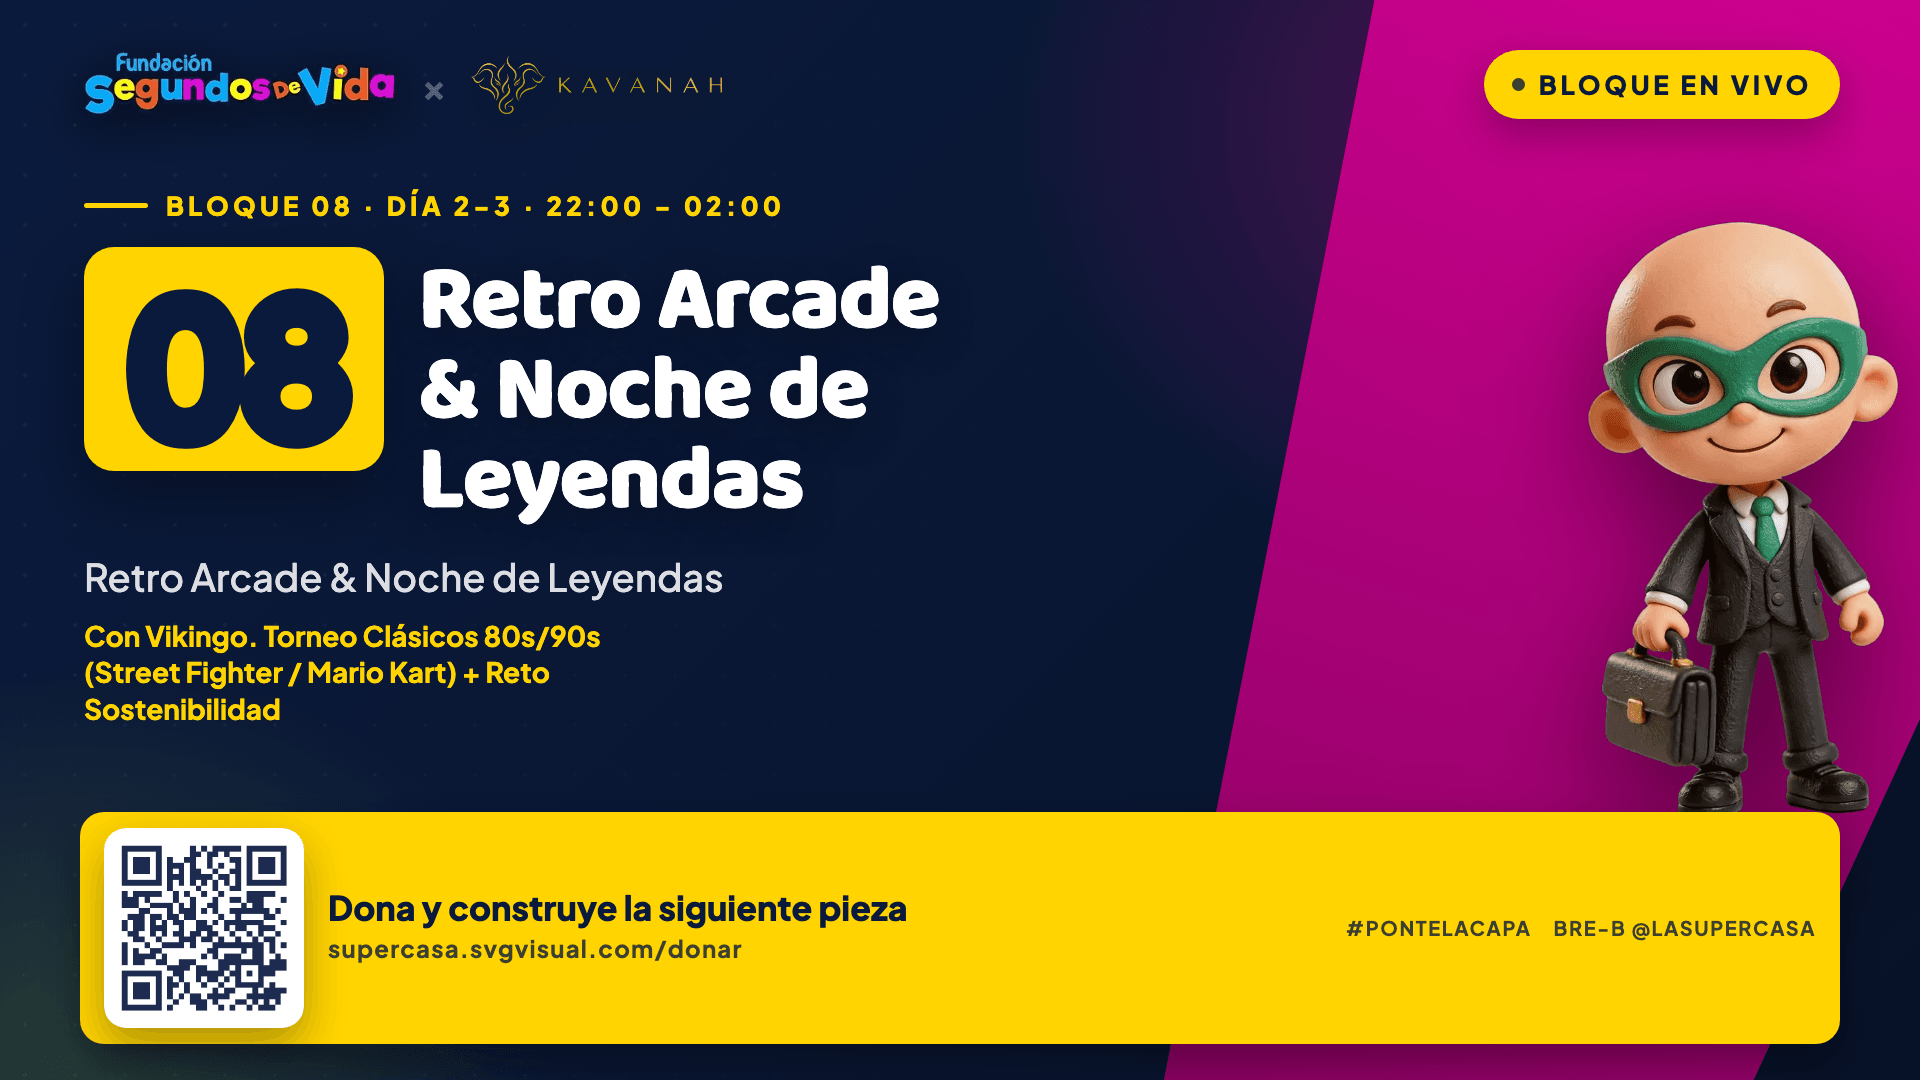 Fundación
Segundos de Vida × KAVANAH
BLOQUE EN VIVO
BLOQUE 08 · DÍA 2–3 · 22:00 – 02:00
08
Retro Arcade
& Noche de
Leyendas
Retro Arcade & Noche de Leyendas
Con Vikingo. Torneo Clásicos 80s/90s
(Street Fighter / Mario Kart) + Reto
Sostenibilidad
Dona y construye la siguiente pieza
supercasa.svgvisual.com/donar
#PONTELACAPA BRE-B @LASUPERCASA